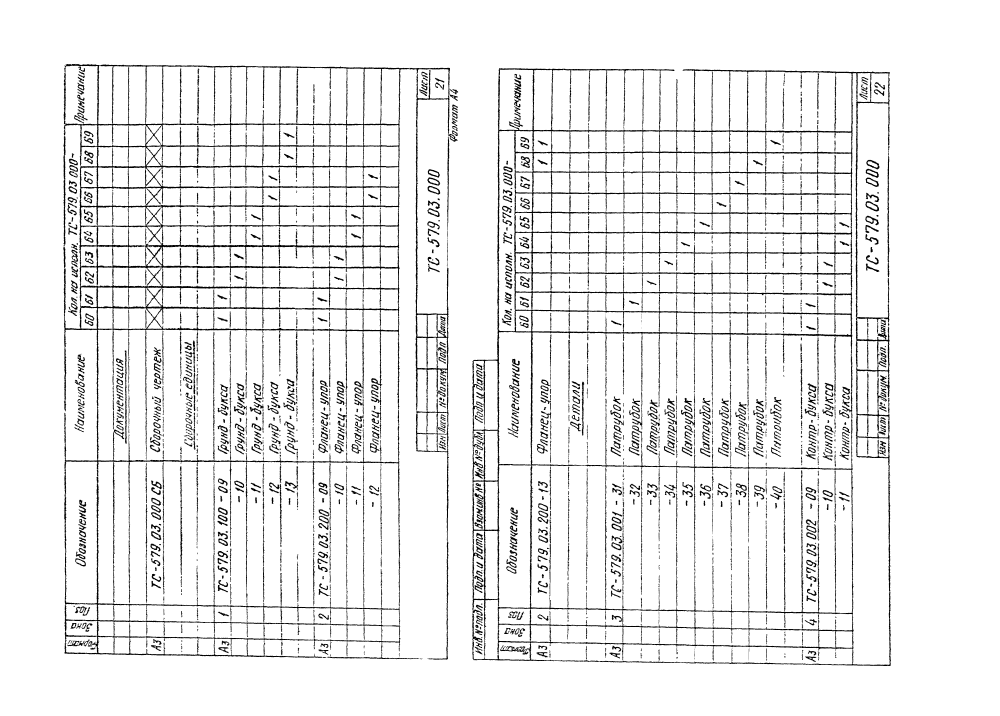 Формат Зона Поз. Обозначение Наименование Кол. на исполн. ТС-579.03.000- Примечание
60 61 62 63 64 65 66 67 68 69
Документация
А3 ТС-579.03.000 СБ Сборочный чертеж
Сборочные единицы
А3 1 ТС-579.03.100 -09 Грунд-букса 1 1
-10 Грунд-букса 1 1
-11 Грунд-букса 1 1
-12 Грунд-букса 1 1
-13 Грунд-букса 1 1
А3 2 ТС-579.03.200 -09 Фланец-упор 1 1
-10 Фланец-упор 1 1
-11 Фланец-упор 1 1
-12 Фланец-упор 1 1
Изм Лист № докум. Подп. Дата
ТС-579.03.000
Лист
21
Формат А4
Инв.№ подл. Подп. и дата Взам.инв.№ Инв.№ дубл. Подп. и дата
Формат Зона Поз Обозначение Наименование Кол. на исполн. ТС-579.03.000- Примечание
60 61 62 63 64 65 66 67 68 69
А3 2 ТС-579.03.200-13 Фланец-упор 1 1
Детали
А3 3 ТС-579.03.001 -31 Патрубок 1
-32 Патрубок 1
-33 Патрубок 1
-34 Патрубок 1
-35 Патрубок 1
-36 Патрубок 1
-37 Патрубок 1
-38 Патрубок 1
-39 Патрубок 1
-40 Патрубок 1
А3 4 ТС-579.03.002 -09 Контр-букса 1 1
-10 Контр-букса 1 1
-11 Контр-букса 1 1
Изм Лист № докум. Подп. Дата
ТС-579.03.000
Лист
22